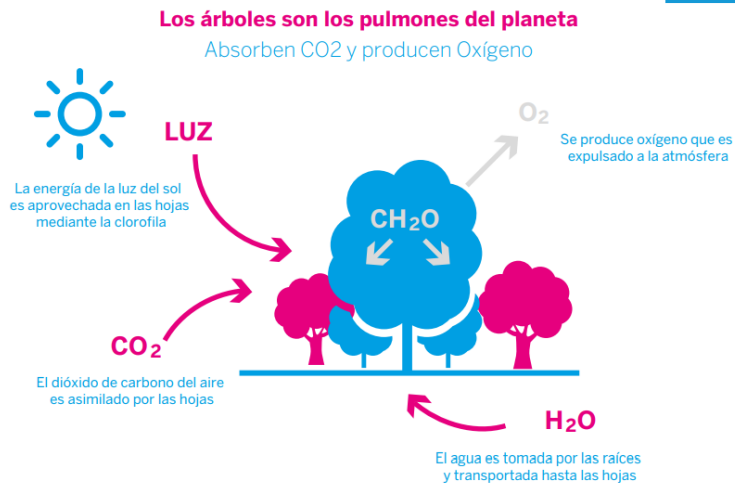 Los árboles son los pulmones del planeta
Absorben CO2 y producen Oxígeno
LUZ
La energía de la luz del sol
es aprovechada en las hojas
mediante la clorofila
O₂
Se produce oxígeno que es
expulsado a la atmósfera
CH₂O
CO₂
El dióxido de carbono del aire
es asimilado por las hojas
H₂O
El agua es tomada por las raíces
y transportada hasta las hojas